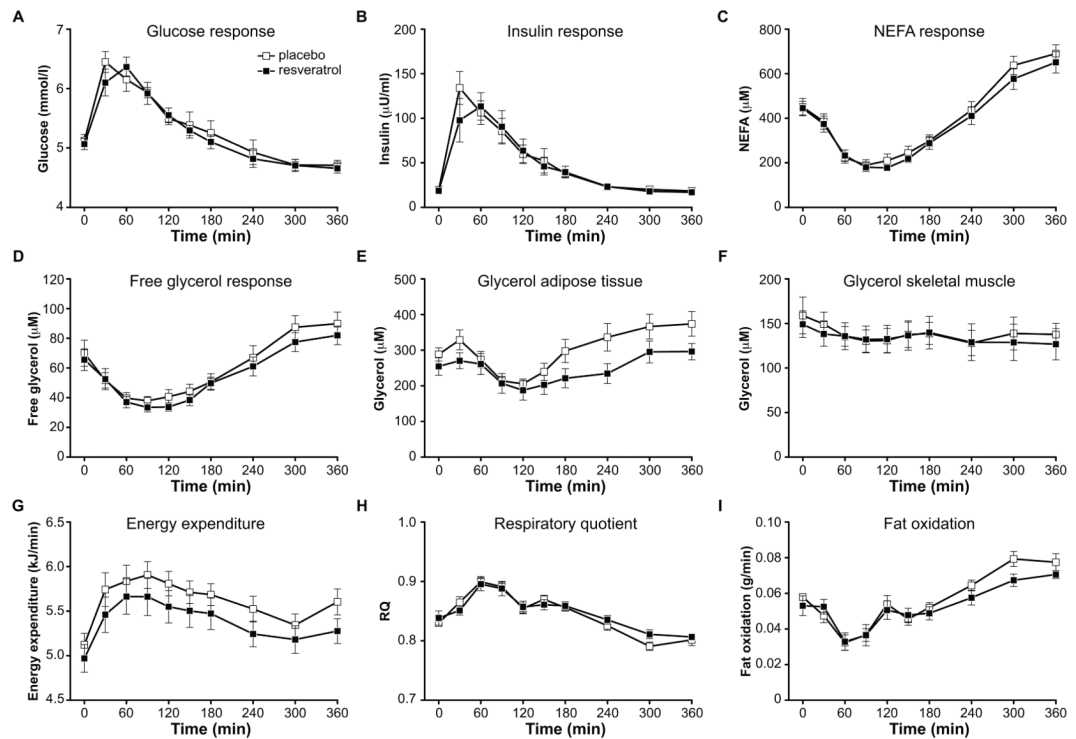 A
Glucose response
placebo
resveratrol
Glucose (mmol/l)
7
6
5
4
0 60 120 180 240 300 360
Time (min)
B
Insulin response
Insulin (μU/ml)
200
150
100
50
0
0 60 120 180 240 300 360
Time (min)
C
NEFA response
NEFA (μM)
800
600
400
200
0
0 60 120 180 240 300 360
Time (min)
D
Free glycerol response
Free glycerol (μM)
120
100
80
60
40
20
0
0 60 120 180 240 300 360
Time (min)
E
Glycerol adipose tissue
Glycerol (μM)
500
400
300
200
100
0
0 60 120 180 240 300 360
Time (min)
F
Glycerol skeletal muscle
Glycerol (μM)
200
150
100
50
0
0 60 120 180 240 300 360
Time (min)
G
Energy expenditure
Energy expenditure (kJ/min)
6.5
6.0
5.5
5.0
4.5
0 60 120 180 240 300 360
Time (min)
H
Respiratory quotient
RQ
1.0
0.9
0.8
0.7
0 60 120 180 240 300 360
Time (min)
I
Fat oxidation
Fat oxidation (g/min)
0.10
0.08
0.06
0.04
0.02
0
0 60 120 180 240 300 360
Time (min)